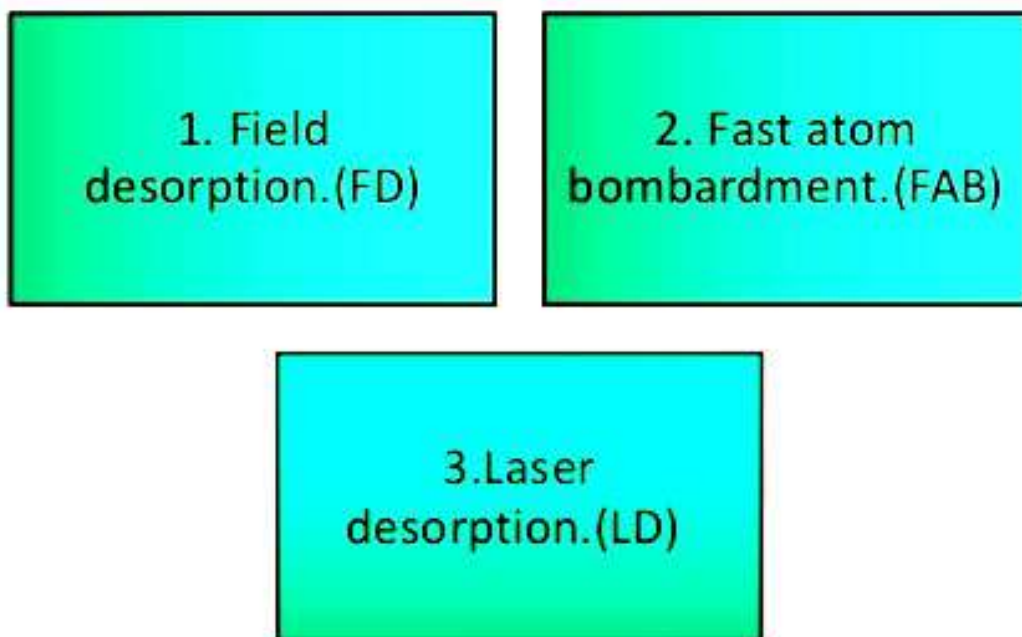 1. Field
desorption.(FD)
2. Fast atom
bombardment.(FAB)
3.Laser
desorption.(LD)